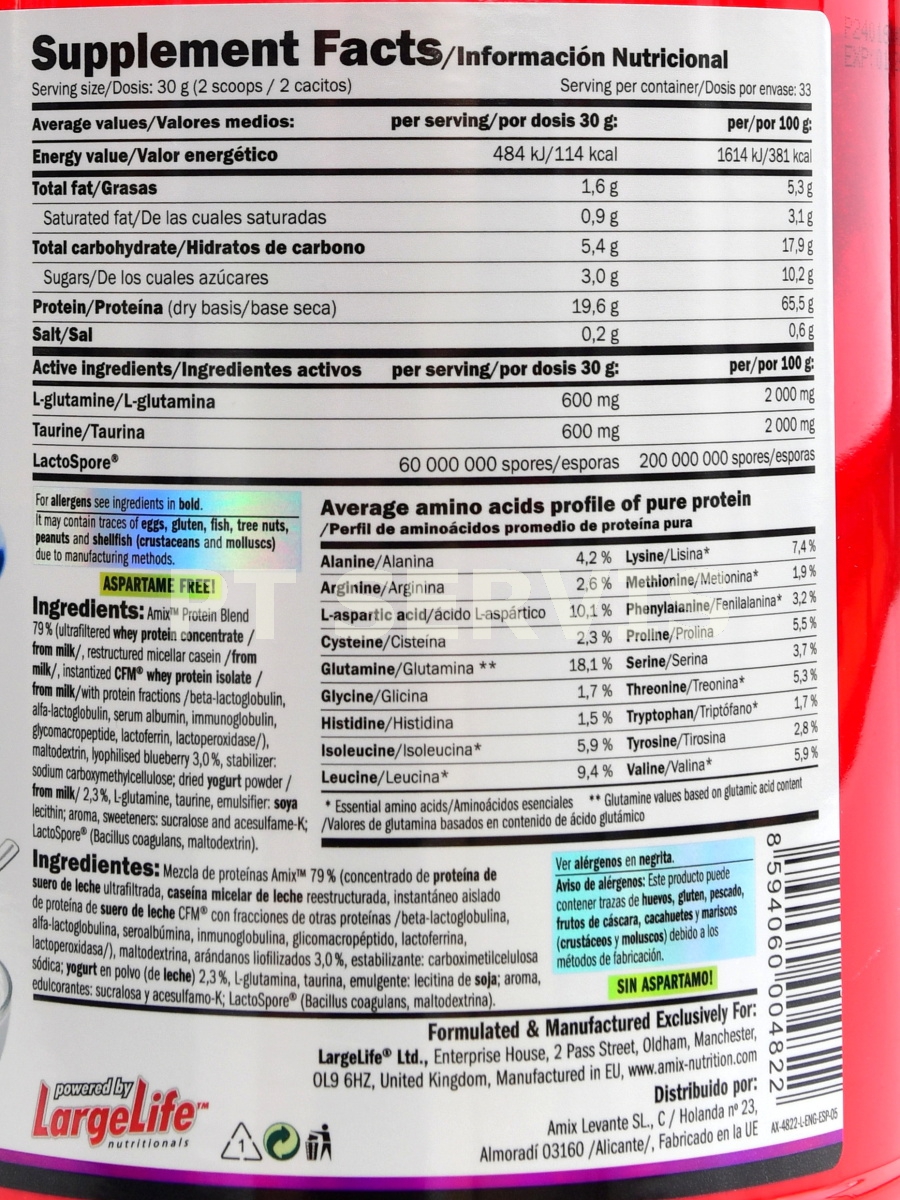 Supplement Facts/Información Nutricional
Serving size/Dosis: 30 g (2 scoops / 2 cacitos) Serving per container/Dosis por envase: 33
Average values/Valores medios: per serving/por dosis 30 g: per/por 100 g:
Energy value/Valor energético 484 kJ/114 kcal 1614 kJ/381 kcal
Total fat/Grasas 1,6 g 5,3 g
Saturated fat/De las cuales saturadas 0,9 g 3,1 g
Total carbohydrate/Hidratos de carbono 5,4 g 17,9 g
Sugars/De los cuales azúcares 3,0 g 10,2 g
Protein/Proteína (dry basis/base seca) 19,6 g 65,5 g
Salt/Sal 0,2 g 0,6 g
Active ingredients/Ingredientes activos per serving/por dosis 30 g: per/por 100 g:
L-glutamine/L-glutamina 600 mg 2 000 mg
Taurine/Taurina 600 mg 2 000 mg
LactoSpore® 60 000 000 spores/esporas 200 000 000 spores/esporas
For allergens see ingredients in bold.
It may contain traces of eggs, gluten, fish, tree nuts,
peanuts and shellfish (crustaceans and molluscs)
due to manufacturing methods.
ASPARTAME FREE!
Ingredients: Amix™ Protein Blend
79 % (ultrafiltered whey protein concentrate /
from milk/, restructured micellar casein /from
milk/, instantized CFM® whey protein isolate /
from milk/with protein fractions /beta-lactoglobulin,
alfa-lactoglobulin, serum albumin, immunoglobulin,
glycomacropeptide, lactoferrin, lactoperoxidase/),
maltodextrin, lyophilised blueberry 3,0 %, stabilizer:
sodium carboxymethylcellulose; dried yogurt powder /
from milk/ 2,3 %, L-glutamine, taurine, emulsifier: soya
lecithin; aroma, sweeteners: sucralose and acesulfame-K;
LactoSpore® (Bacillus coagulans, maltodextrin).
Average amino acids profile of pure protein
/Perfil de aminoácidos promedio de proteína pura
Alanine/Alanina 4,2 % Lysine/Lisina* 7,4 %
Arginine/Arginina 2,6 % Methionine/Metionina* 1,9 %
L-aspartic acid/ácido L-aspártico 10,1 % Phenylalanine/Fenilalanina* 3,2 %
Cysteine/Cisteína 2,3 % Proline/Prolina 5,5 %
Glutamine/Glutamina ** 18,1 % Serine/Serina 3,7 %
Glycine/Glicina 1,7 % Threonine/Treonina* 5,3 %
Histidine/Histidina 1,5 % Tryptophan/Triptófano* 1,7 %
Isoleucine/Isoleucina* 5,9 % Tyrosine/Tirosina 2,8 %
Leucine/Leucina* 9,4 % Valine/Valina* 5,9 %
* Essential amino acids/Aminoácidos esenciales ** Glutamine values based on glutamic acid content
/Valores de glutamina basados en contenido de ácido glutámico
PT SERVIS
Ingredientes: Mezcla de proteínas Amix™ 79 % (concentrado de proteína de
suero de leche ultrafiltrada, caseína micelar de leche reestructurada, instantáneo aislado
de proteína de suero de leche CFM® con fracciones de otras proteínas /beta-lactoglobulina,
alfa-lactoglobulina, seroalbúmina, inmunoglobulina, glicomacropéptido, lactoferrina,
lactoperoxidasa/), maltodextrina, arándanos liofilizados 3,0 %, estabilizante: carboximetilcelulosa
sódica; yogurt en polvo (de leche) 2,3 %, L-glutamina, taurina, emulgente: lecitina de soja; aroma,
edulcorantes: sucralosa y acesulfamo-K; LactoSpore® (Bacillus coagulans, maltodextrina).
Ver alérgenos en negrita.
Aviso de alérgenos: Este producto puede
contener trazas de huevos, gluten, pescado,
frutos de cáscara, cacahuetes y mariscos
(crustáceos y moluscos) debido a los
métodos de fabricación.
SIN ASPARTAMO!
Formulated & Manufactured Exclusively For:
LargeLife® Ltd., Enterprise House, 2 Pass Street, Oldham, Manchester,
OL9 6HZ, United Kingdom, Manufactured in EU, www.amix-nutrition.com
Distribuido por:
Amix Levante SL., C / Holanda nº 23,
Almoradí 03160 /Alicante/, Fabricado en la UE
powered by
LargeLife™
nutritionals
1
8 594060 004822
AX-4822-L-ENG-ESP-05